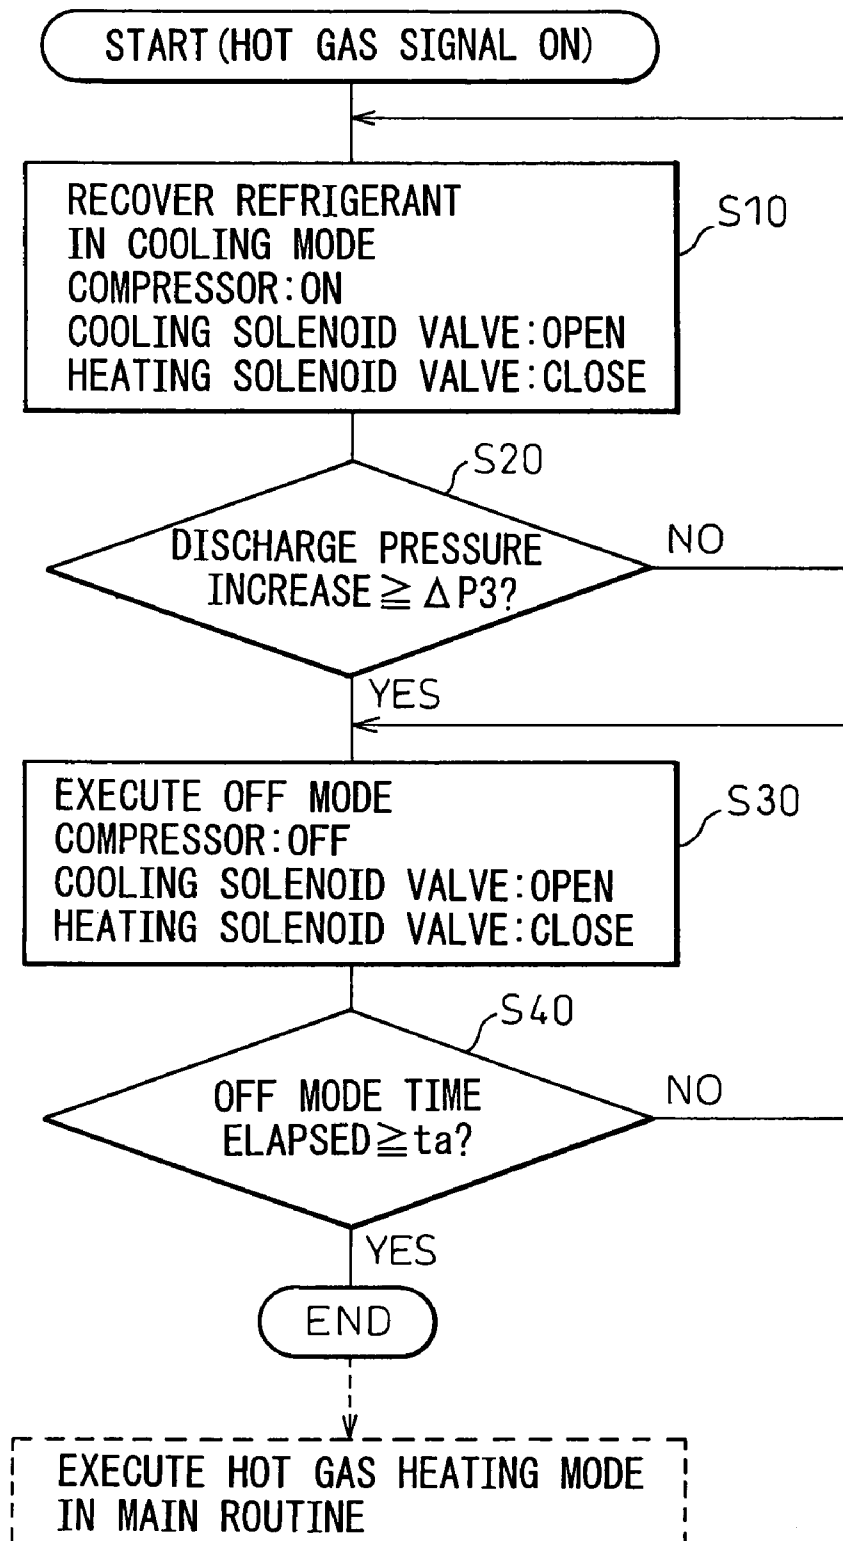 START(HOT GAS SIGNAL ON)
RECOVER REFRIGERANT
IN COOLING MODE
COMPRESSOR:ON
COOLING SOLENOID VALVE:OPEN
HEATING SOLENOID VALVE:CLOSE
S10
S20
DISCHARGE PRESSURE
INCREASE≧ΔP3?
NO
YES
EXECUTE OFF MODE
COMPRESSOR:OFF
COOLING SOLENOID VALVE:OPEN
HEATING SOLENOID VALVE:CLOSE
S30
S40
OFF MODE TIME
ELAPSED≧ta?
NO
YES
END
EXECUTE HOT GAS HEATING MODE
IN MAIN ROUTINE